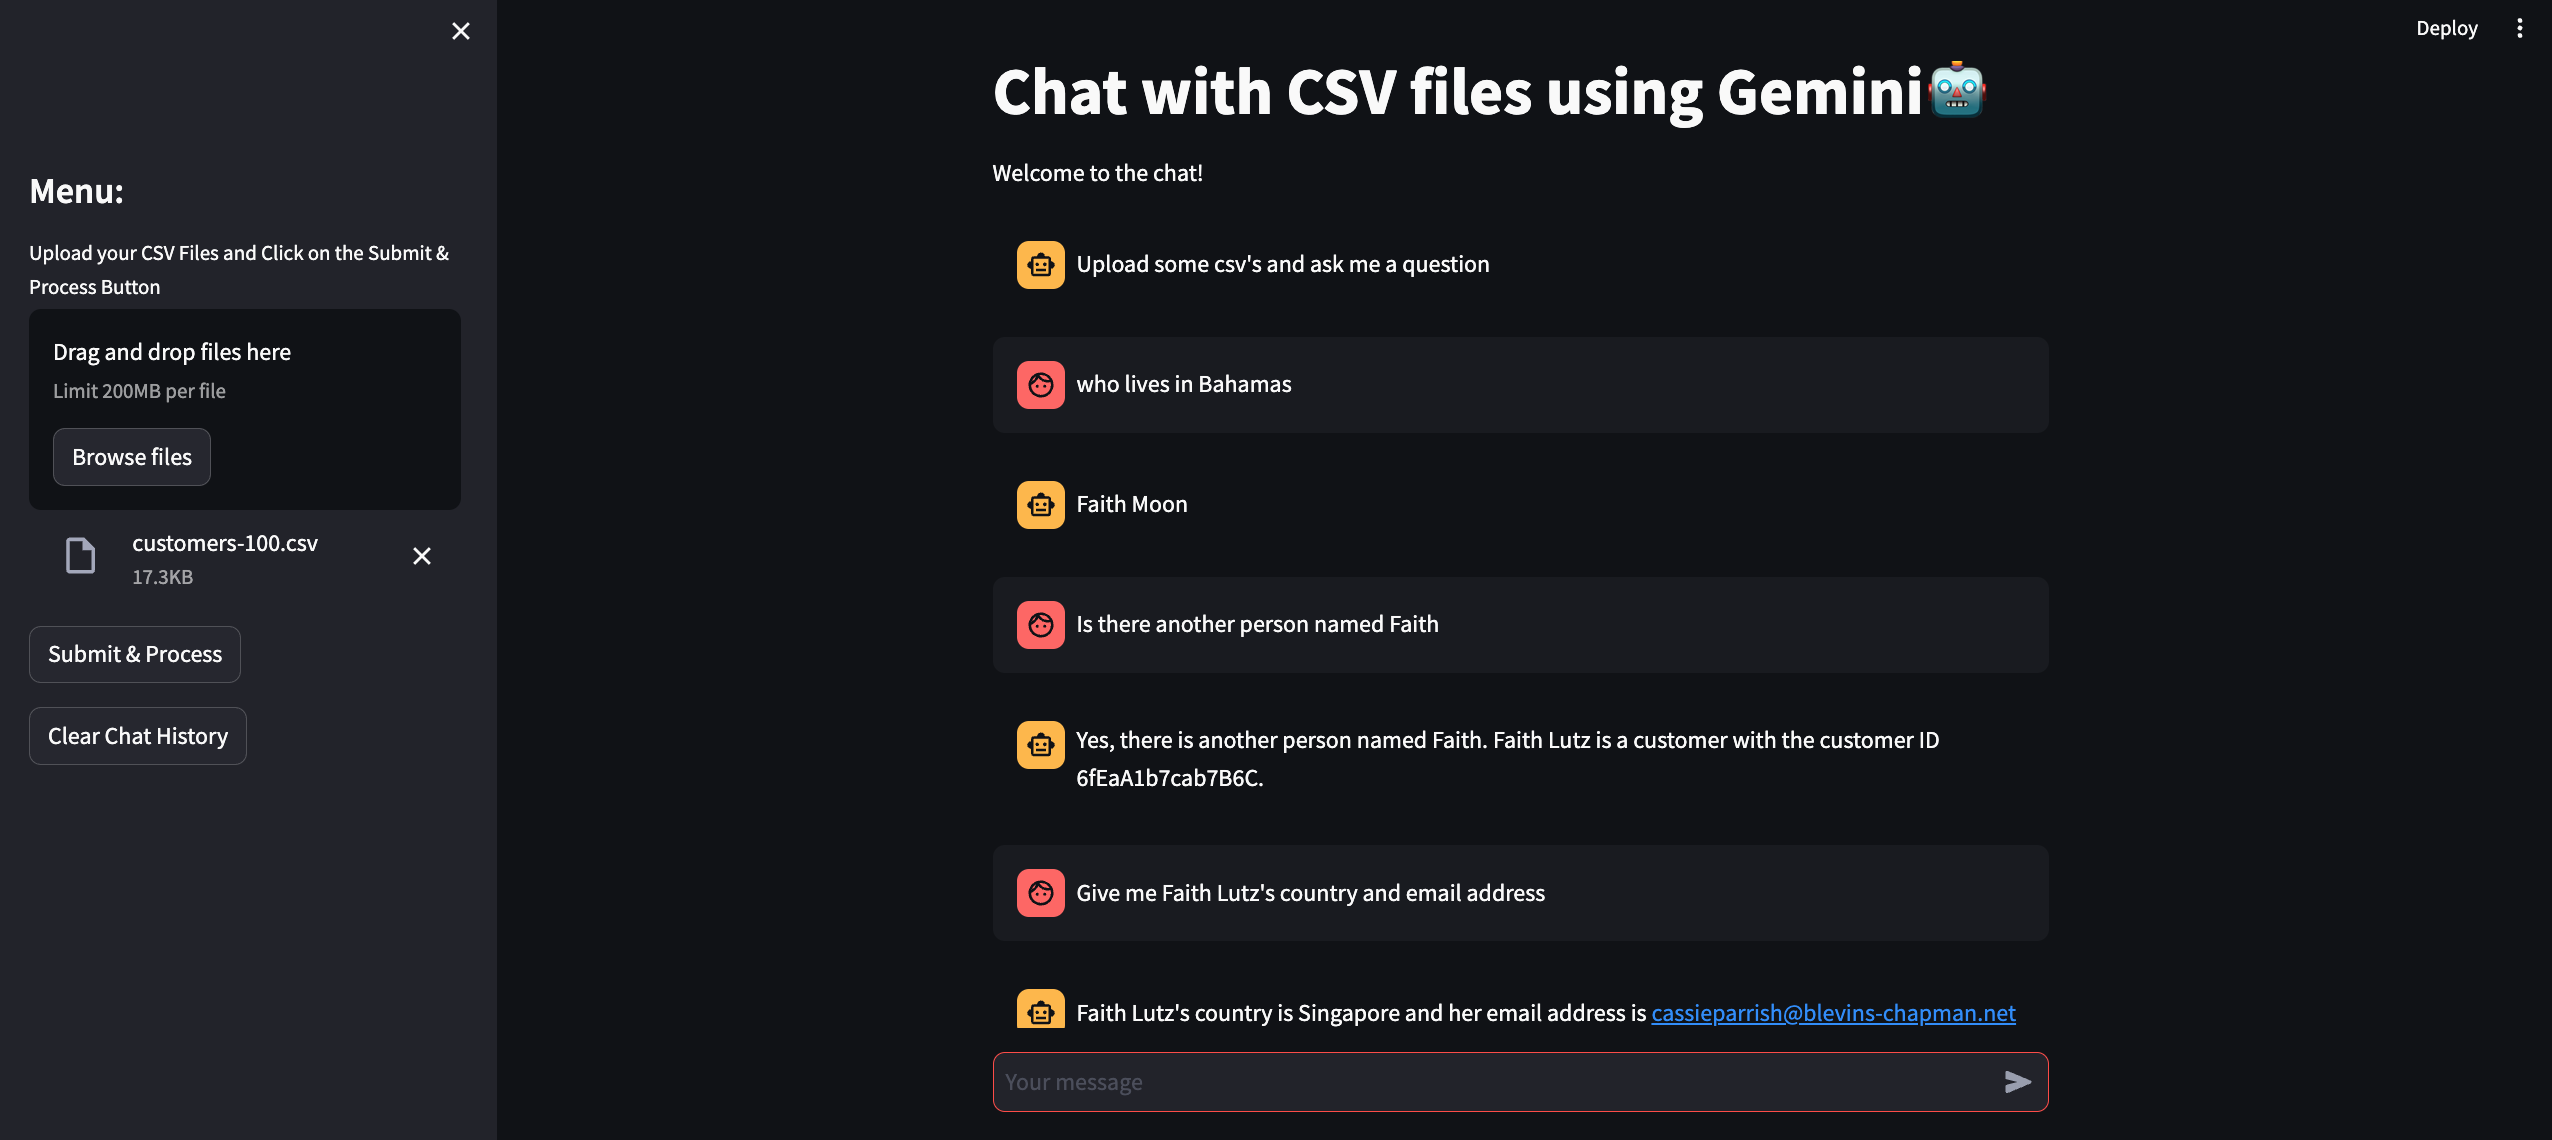 Deploy
Menu:
Upload your CSV Files and Click on the Submit &
Process Button
Drag and drop files here
Limit 200MB per file
Browse files
customers-100.csv
17.3KB
Submit & Process
Clear Chat History
Chat with CSV files using Gemini🤖
Welcome to the chat!
Upload some csv's and ask me a question
who lives in Bahamas
Faith Moon
Is there another person named Faith
Yes, there is another person named Faith. Faith Lutz is a customer with the customer ID
6fEaA1b7cab7B6C.
Give me Faith Lutz's country and email address
Faith Lutz's country is Singapore and her email address is cassieparrish@blevins-chapman.net
Your message